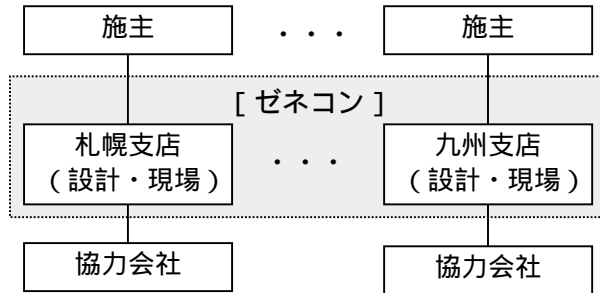 施主
・・・
施主
[ ゼネコン ]
札幌支店
( 設計・現場 )
・・・
九州支店
( 設計・現場 )
協力会社
協力会社